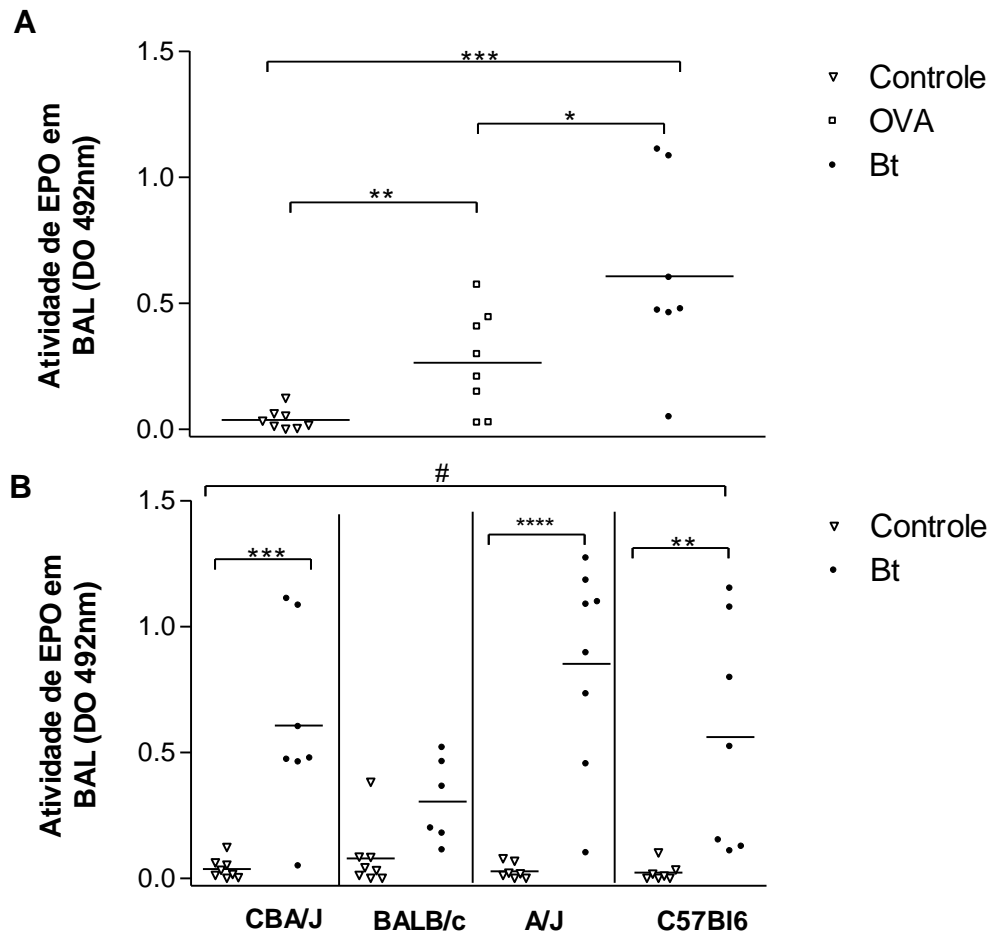 A
1.5
1.0
0.5
0.0
Atividade de EPO em
BAL (DO 492nm)
***
*
**
Controle
OVA
Bt
B
#
1.5
1.0
0.5
0.0
Atividade de EPO em
BAL (DO 492nm)
***
****
**
Controle
Bt
CBA/J BALB/c A/J C57Bl6